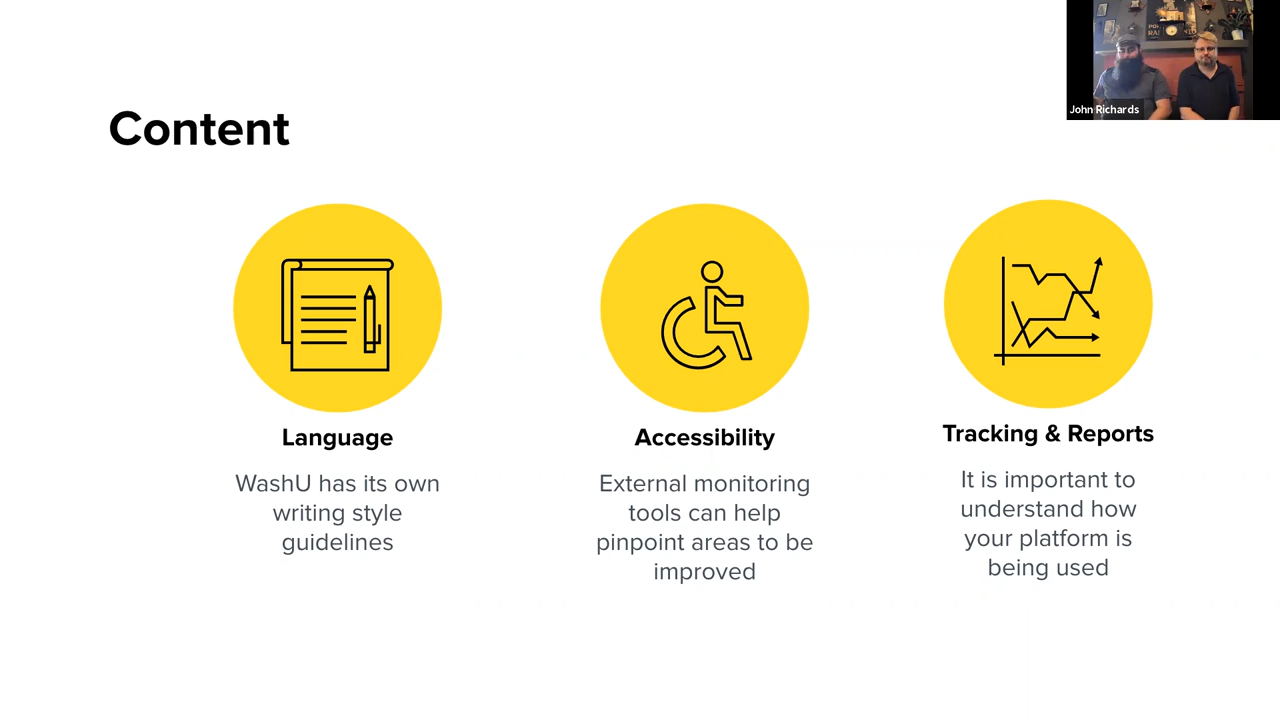 John Richards
Content
Language
WashU has its own
writing style
guidelines
Accessibility
External monitoring
tools can help
pinpoint areas to be
improved
Tracking & Reports
It is important to
understand how
your platform is
being used